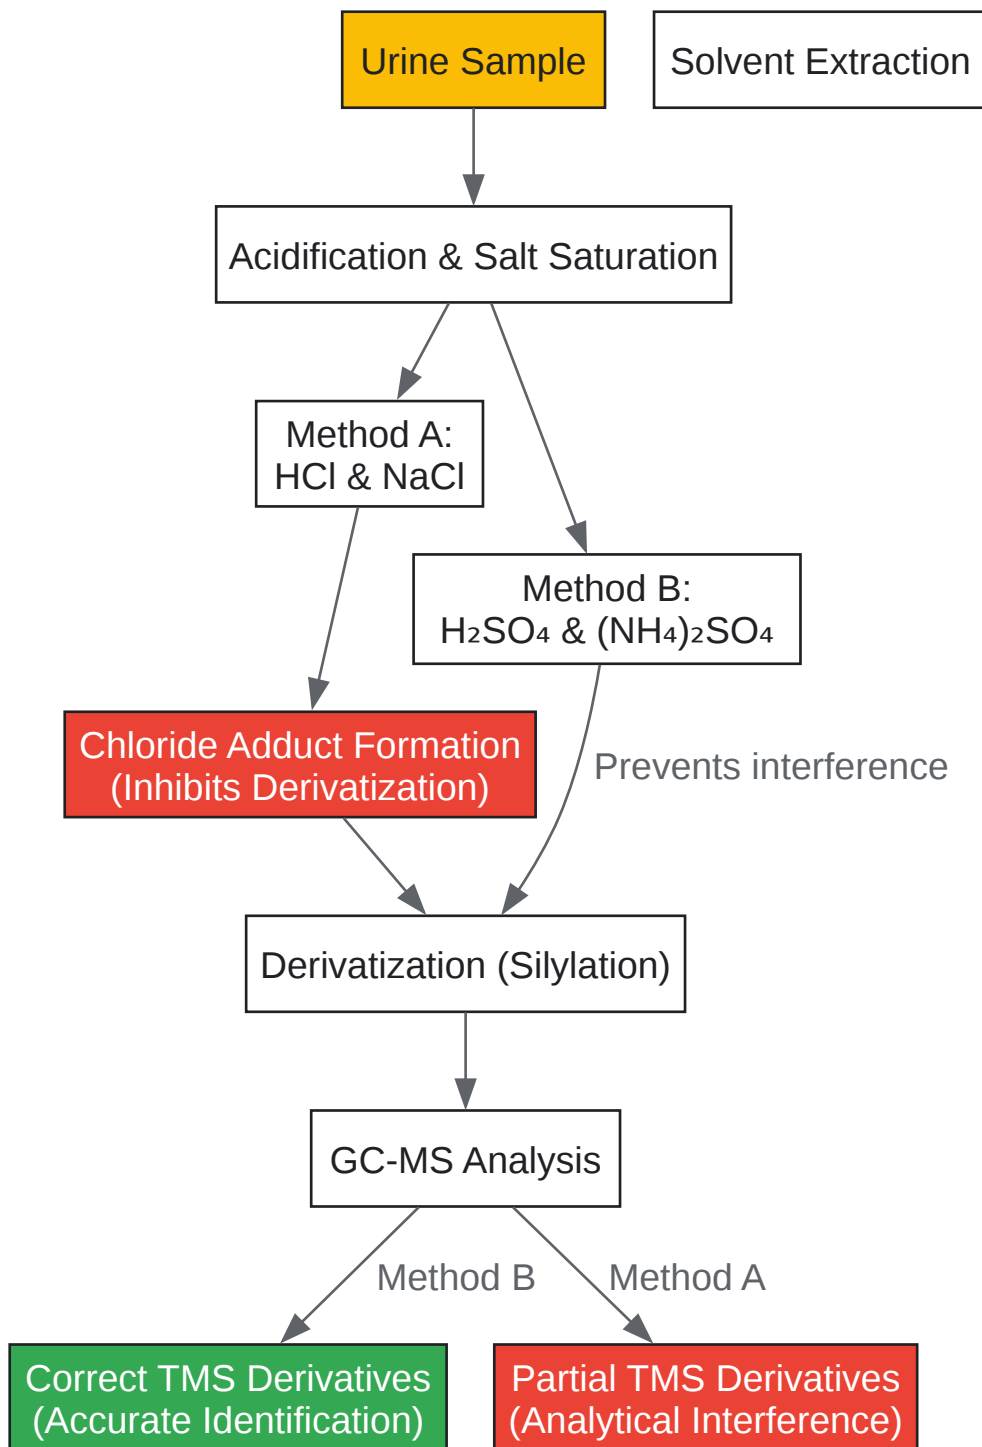 Urine Sample
Solvent Extraction
Acidification & Salt Saturation
Method A:
HCl & NaCl
Method B:
H₂SO₄ & (NH₄)₂SO₄
Chloride Adduct Formation
(Inhibits Derivatization)
Prevents interference
Derivatization (Silylation)
GC-MS Analysis
Method B
Method A
Correct TMS Derivatives
(Accurate Identification)
Partial TMS Derivatives
(Analytical Interference)